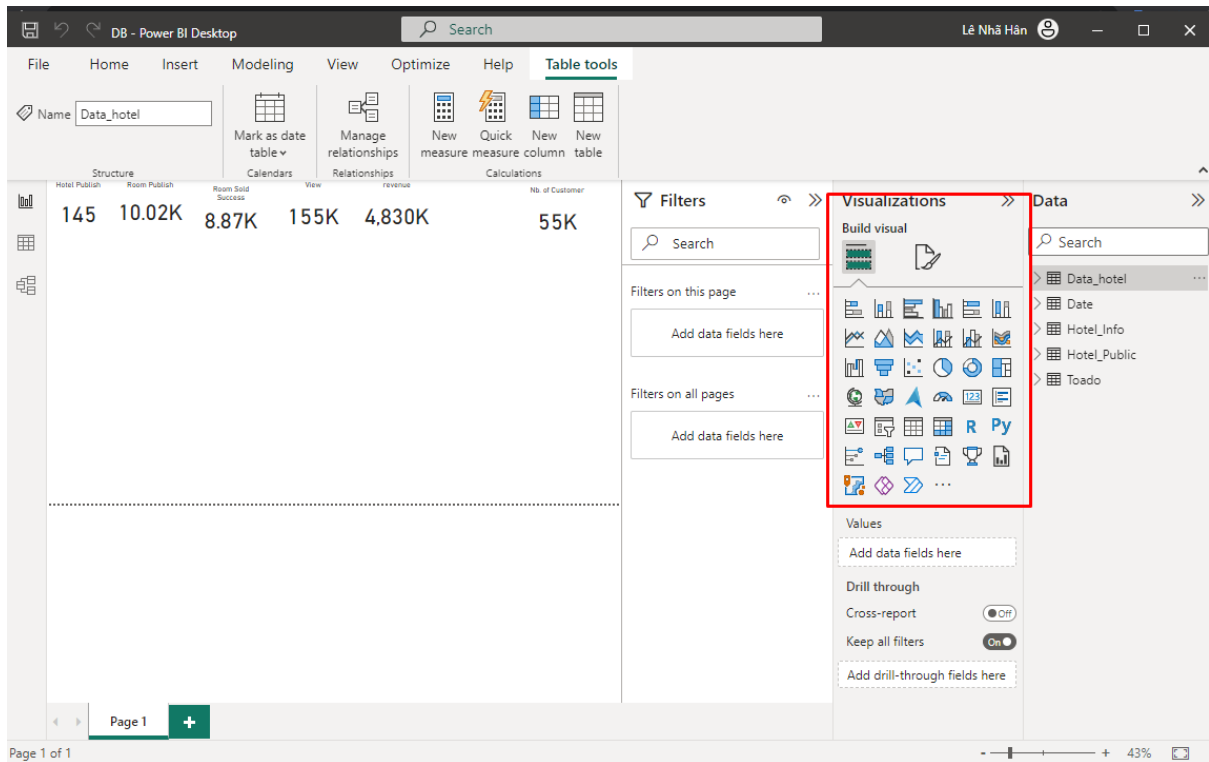 DB - Power BI Desktop
Search
Lê Nhã Hân
File Home Insert Modeling View Optimize Help Table tools
Name Data_hotel
Mark as date table
Manage relationships
New measure
Quick measure
New column
New table
Structure
Calendars
Relationships
Calculations
Hotel Publish
145
Room Publish
10.02K
Room Sold
Success
8.87K
View
155K
revenue
4,830K
Nb. of Customer
55K
Filters
Search
Filters on this page
Add data fields here
Filters on all pages
Add data fields here
Visualizations
Build visual
123
R Py
Values
Add data fields here
Drill through
Cross-report Off
Keep all filters On
Add drill-through fields here
Data
Search
Data_hotel
Date
Hotel_Info
Hotel_Public
Toado
Page 1
Page 1 of 1
43%